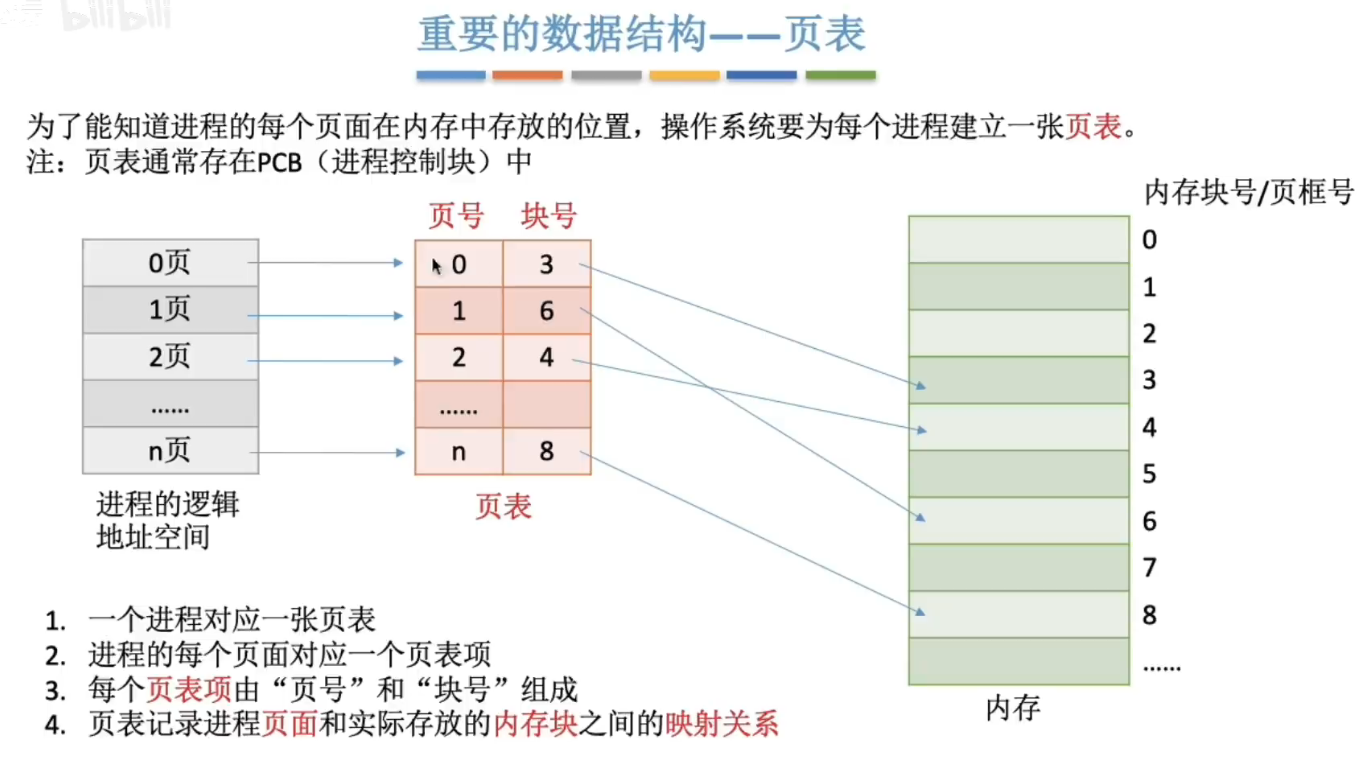 bilibili
重要的数据结构——页表
为了能知道进程的每个页面在内存中存放的位置，操作系统要为每个进程建立一张页表。
注：页表通常存在PCB（进程控制块）中
内存块号/页框号
页号 块号
0页
1页
2页
......
n页
进程的逻辑
地址空间
0 3
1 6
2 4
......
n 8
页表
0
1
2
3
4
5
6
7
8
......
内存
1. 一个进程对应一张页表
2. 进程的每个页面对应一个页表项
3. 每个页表项由“页号”和“块号”组成
4. 页表记录进程页面和实际存放的内存块之间的映射关系